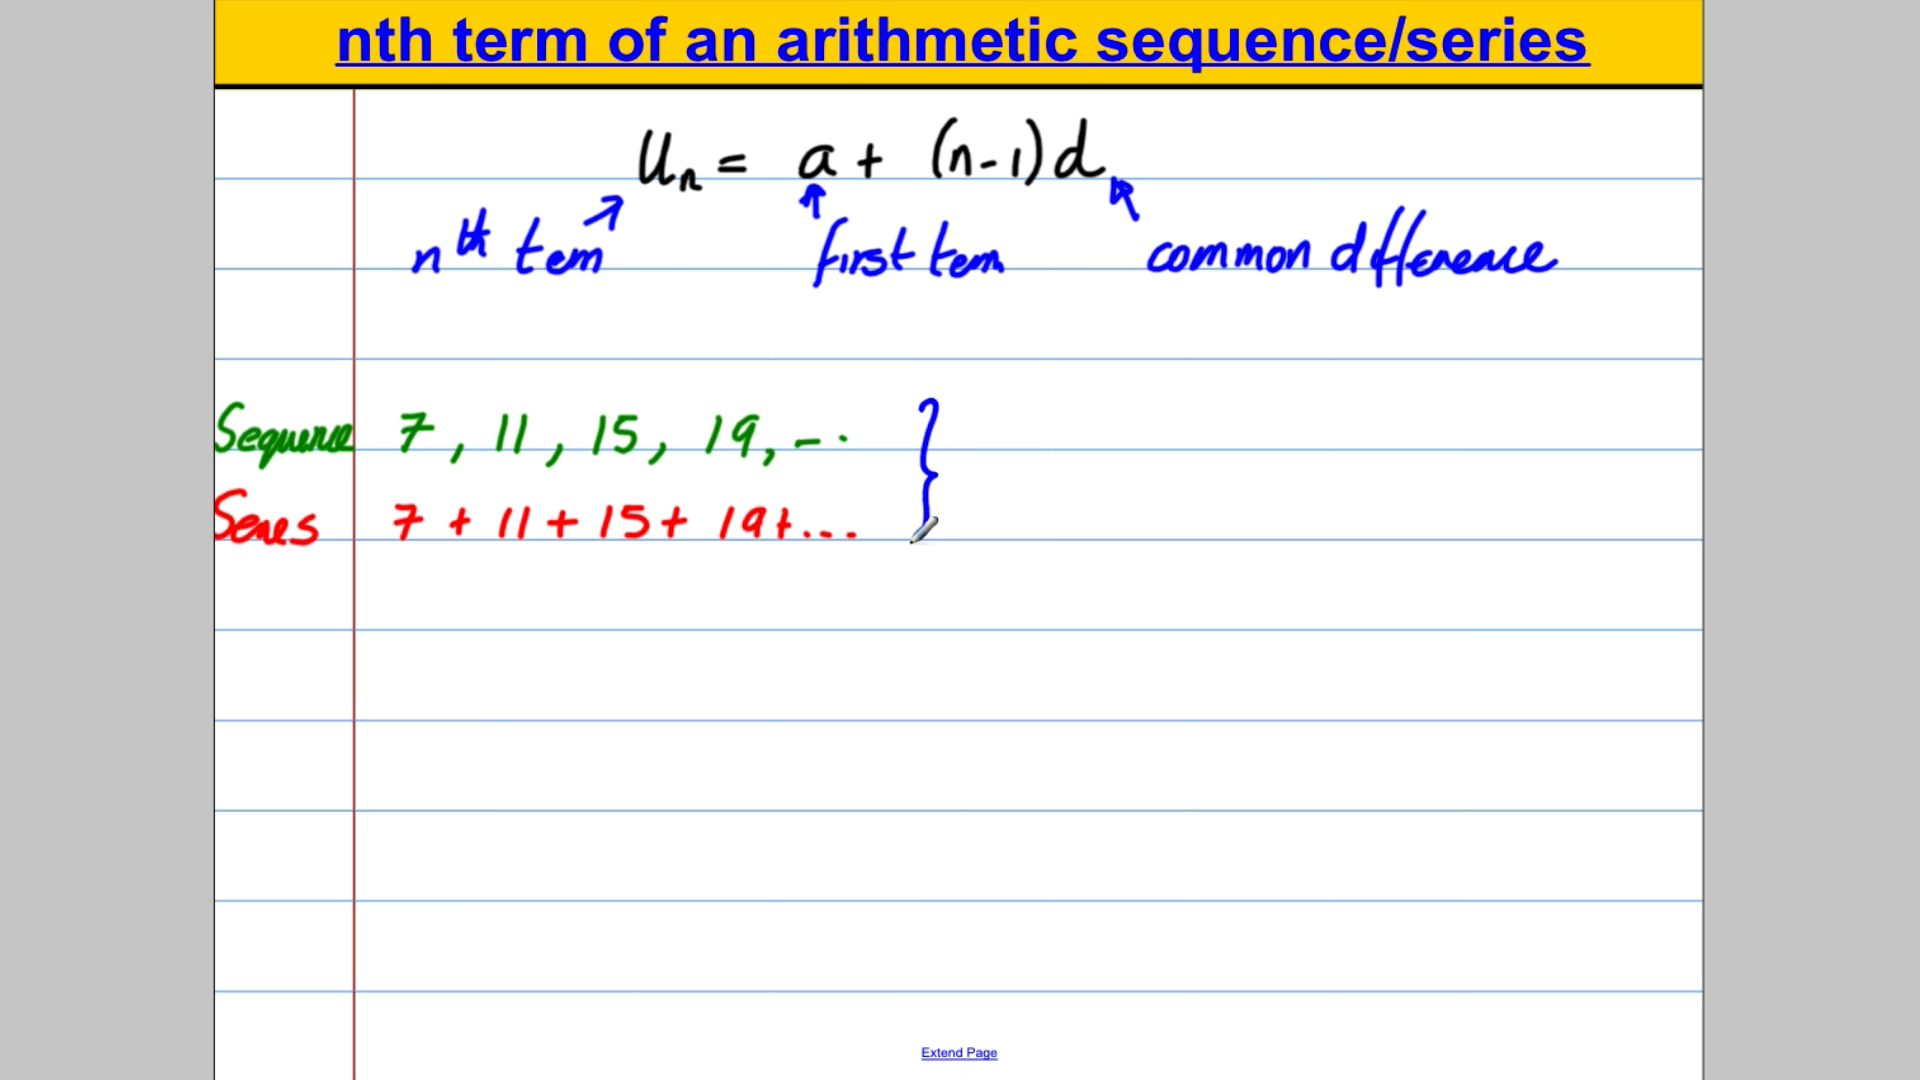 nth term of an arithmetic sequence/series
Un = a + (n-1)d
nth term first term common difference
Sequence 7, 11, 15, 19, ...
Series 7 + 11 + 15 + 19 + ...
Extend Page